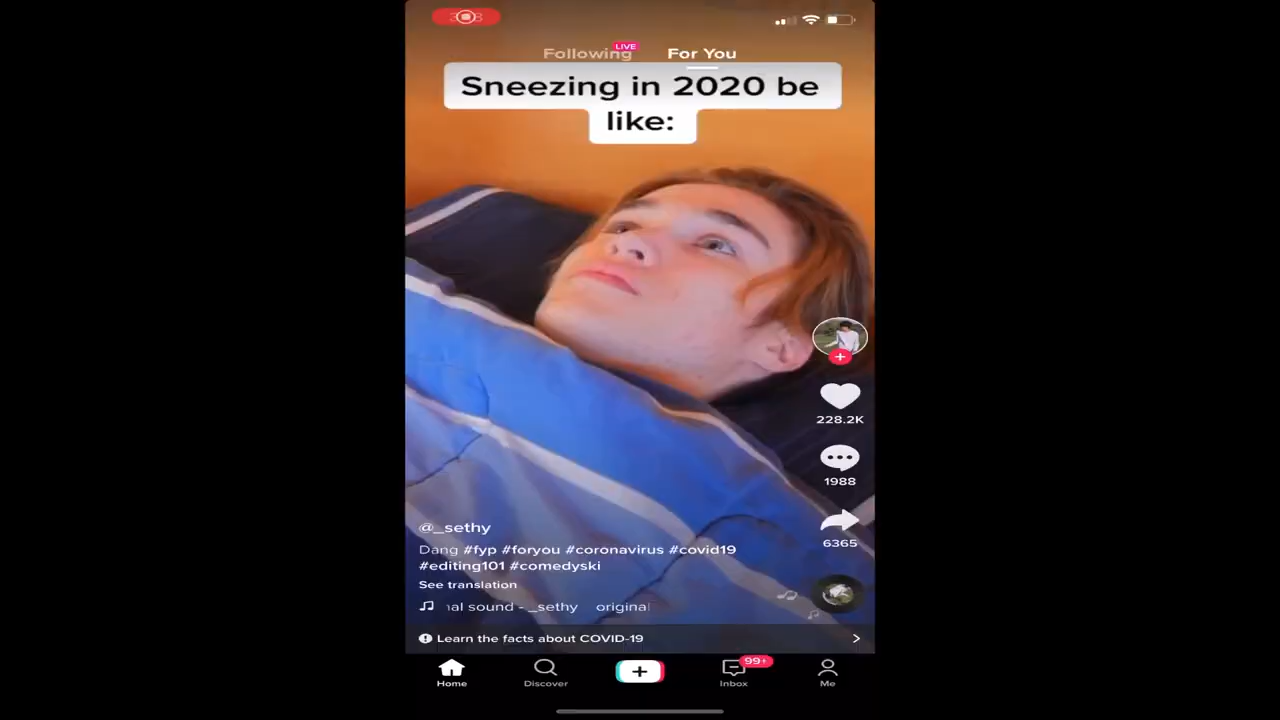 Following LIVE For You
Sneezing in 2020 be
like:
228.2K
1988
6365
@_sethy
Dang #fyp #foryou #coronavirus #covid19
#editing101 #comedyski
See translation
nal sound - _sethy original
Learn the facts about COVID-19
Home Discover Inbox 99+ Me